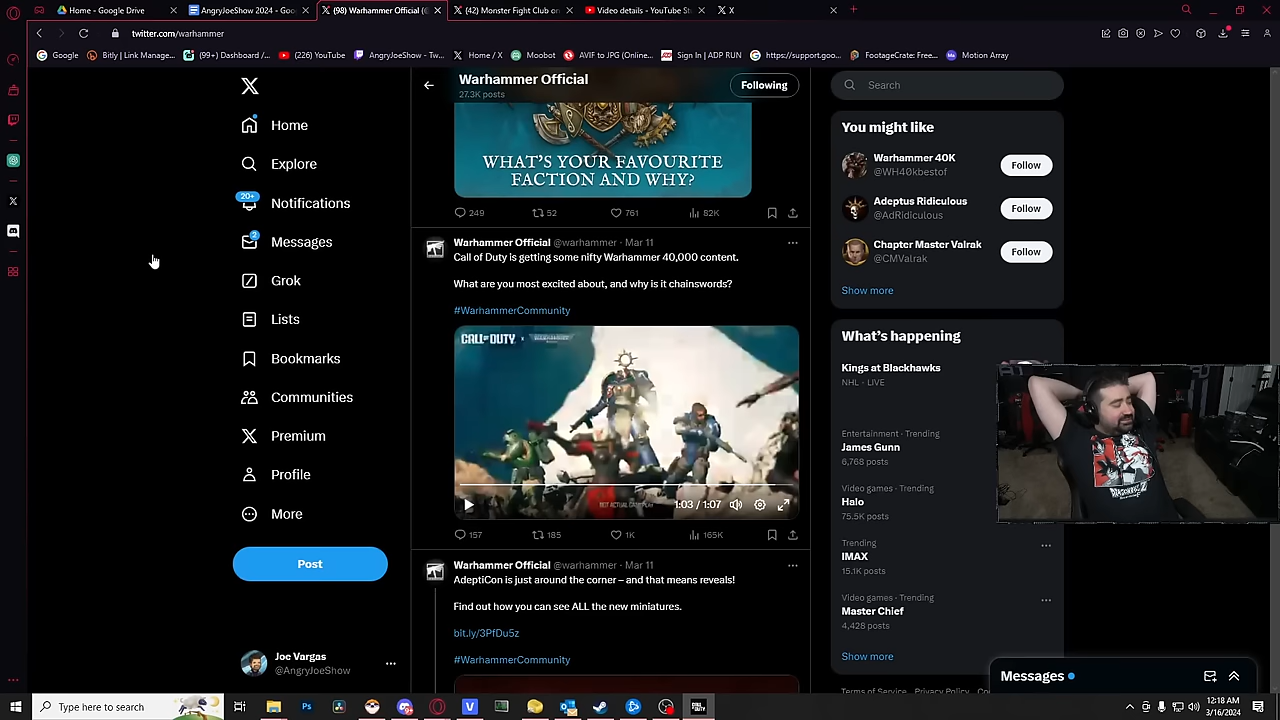 Home - Google Drive
AngryJoeShow 2024 - Goo
(98) Warhammer Official (@
(42) Monster Fight Club on
Video details - YouTube St
X
twitter.com/warhammer
Google
Bitly | Link Manage...
(99+) Dashboard /...
(226) YouTube
AngryJoeShow - Tw...
Home / X
Moobot
AVIF to JPG (Online...
Sign In | ADP RUN
https://support.goo...
FootageCrate: Free...
Motion Array
Home
Explore
20+
Notifications
2
Messages
Grok
Lists
Bookmarks
Communities
Premium
Profile
More
Post
Joe Vargas
@AngryJoeShow
Warhammer Official
27.3K posts
Following
WHAT'S YOUR FAVOURITE
FACTION AND WHY?
249 52 761 82K
Warhammer Official @warhammer · Mar 11
Call of Duty is getting some nifty Warhammer 40,000 content.
What are you most excited about, and why is it chainswords?
#WarhammerCommunity
CALL OF DUTY
NOT ACTUAL GAMEPLAY
1:03 / 1:07
157 185 1K 165K
Warhammer Official @warhammer · Mar 11
AdeptiCon is just around the corner – and that means reveals!
Find out how you can see ALL the new miniatures.
bit.ly/3PfDu5z
#WarhammerCommunity
Search
You might like
Warhammer 40K
@WH40kbestof
Follow
Adeptus Ridiculous
@AdRidiculous
Follow
Chapter Master Valrak
@CMValrak
Follow
Show more
What's happening
Kings at Blackhawks
NHL · LIVE
Entertainment · Trending
James Gunn
6,768 posts
Video games · Trending
Halo
75.5K posts
Trending
IMAX
15.1K posts
Video games · Trending
Master Chief
4,428 posts
Show more
Terms of Service Privacy Policy Co
Messages
Type here to search
12:18 AM
3/16/2024